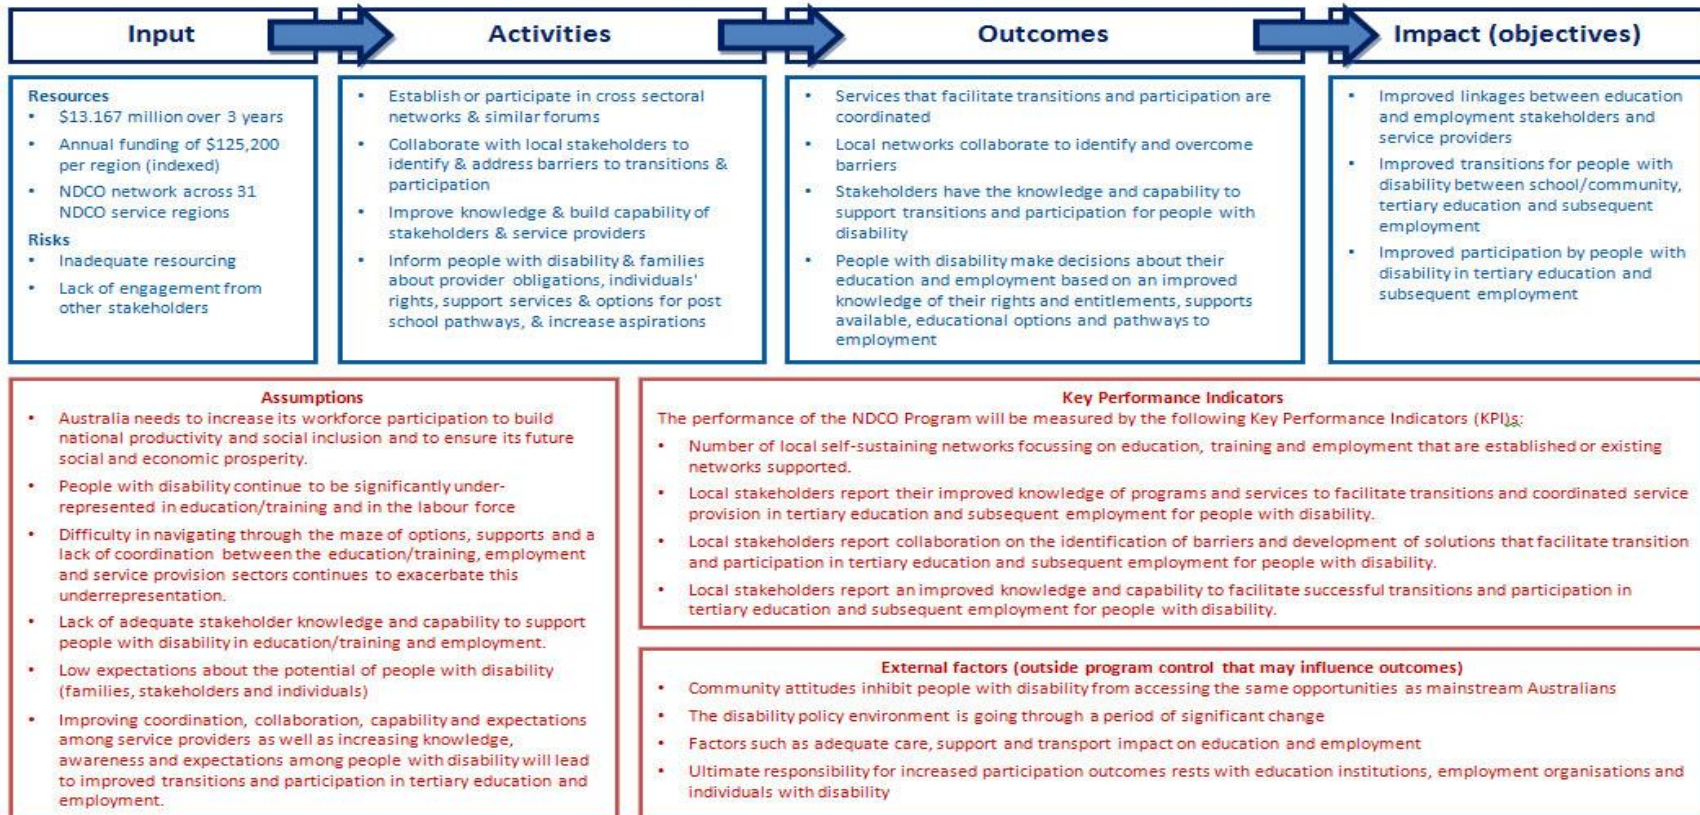 Input
Activities
Outcomes
Impact (objectives)
Resources
• $13.167 million over 3 years
• Annual funding of $125,200
per region (indexed)
• NDCO network across 31
NDCO service regions
Risks
• Inadequate resourcing
• Lack of engagement from
other stakeholders
• Establish or participate in cross sectoral
networks & similar forums
• Collaborate with local stakeholders to
identify & address barriers to transitions &
participation
• Improve knowledge & build capability of
stakeholders & service providers
• Inform people with disability & families
about provider obligations, individuals'
rights, support services & options for post
school pathways, & increase aspirations
• Services that facilitate transitions and participation are
coordinated
• Local networks collaborate to identify and overcome
barriers
• Stakeholders have the knowledge and capability to
support transitions and participation for people with
disability
• People with disability make decisions about their
education and employment based on an improved
knowledge of their rights and entitlements, supports
available, educational options and pathways to
employment
• Improved linkages between education
and employment stakeholders and
service providers
• Improved transitions for people with
disability between school/community,
tertiary education and subsequent
employment
• Improved participation by people with
disability in tertiary education and
subsequent employment
Assumptions
• Australia needs to increase its workforce participation to build
national productivity and social inclusion and to ensure its future
social and economic prosperity.
• People with disability continue to be significantly under-
represented in education/training and in the labour force
• Difficulty in navigating through the maze of options, supports and a
lack of coordination between the education/training, employment
and service provision sectors continues to exacerbate this
underrepresentation.
• Lack of adequate stakeholder knowledge and capability to support
people with disability in education/training and employment.
• Low expectations about the potential of people with disability
(families, stakeholders and individuals)
• Improving coordination, collaboration, capability and expectations
among service providers as well as increasing knowledge,
awareness and expectations among people with disability will lead
to improved transitions and participation in tertiary education and
employment.
Key Performance Indicators
The performance of the NDCO Program will be measured by the following Key Performance Indicators (KPI)s:
• Number of local self-sustaining networks focussing on education, training and employment that are established or existing
networks supported.
• Local stakeholders report their improved knowledge of programs and services to facilitate transitions and coordinated service
provision in tertiary education and subsequent employment for people with disability.
• Local stakeholders report collaboration on the identification of barriers and development of solutions that facilitate transition
and participation in tertiary education and subsequent employment for people with disability.
• Local stakeholders report an improved knowledge and capability to facilitate successful transitions and participation in
tertiary education and subsequent employment for people with disability.
External factors (outside program control that may influence outcomes)
• Community attitudes inhibit people with disability from accessing the same opportunities as mainstream Australians
• The disability policy environment is going through a period of significant change
• Factors such as adequate care, support and transport impact on education and employment
• Ultimate responsibility for increased participation outcomes rests with education institutions, employment organisations and
individuals with disability